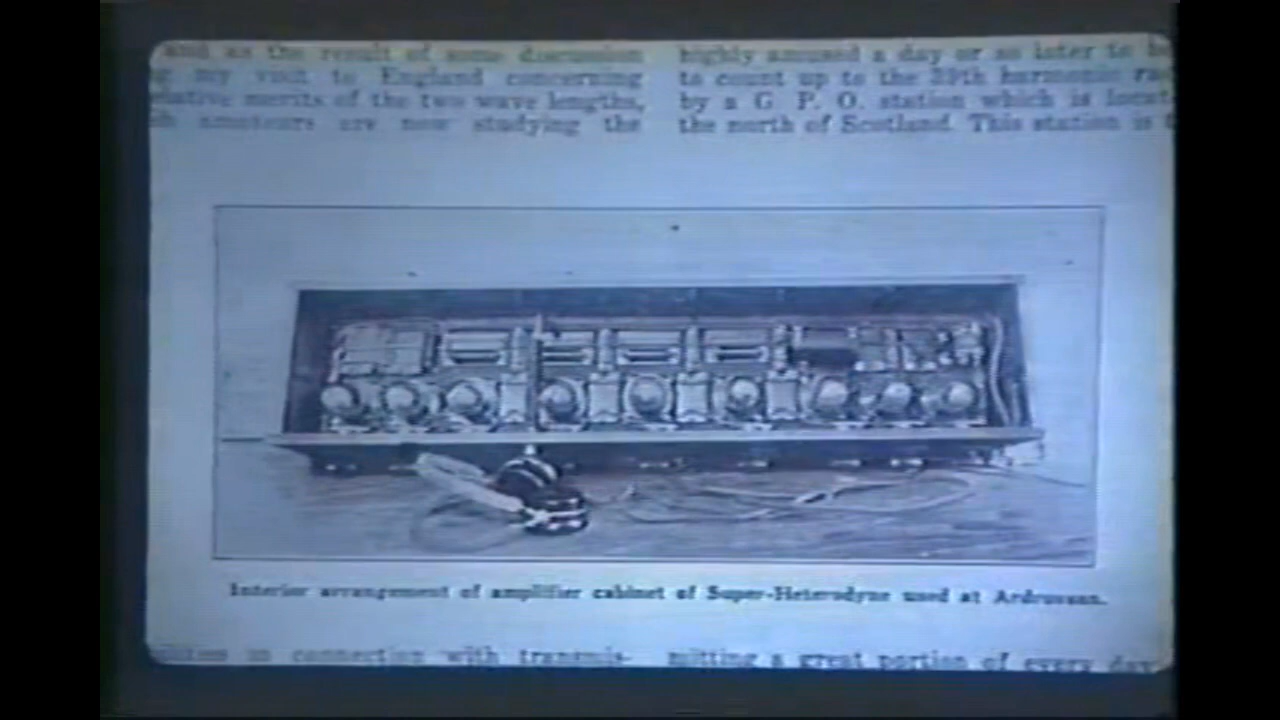 and as the result of some discussion
my visit to England concerning
merits of the two wave lengths,
amateurs are now studying the
highly amused a day or so later to
to count up to the 39th harmonic
by a G. P. O. station which is
the north of Scotland. This station is
Interior arrangement of amplifier cabinet of Super-Heterodyne used at Ardrossan.
in connection with transmis-
mitting a great portion of every day